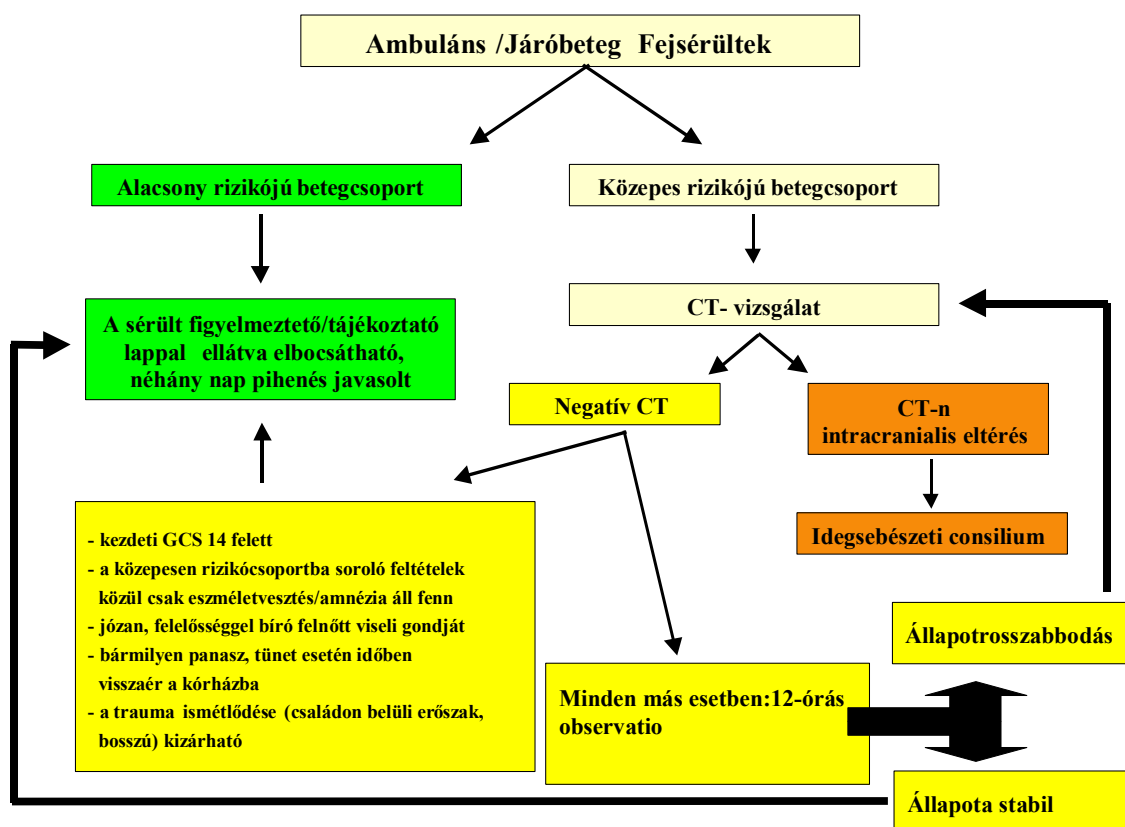 Ambuláns /Járóbeteg Fejsérültek
Alacsony rizikójú betegcsoport
Közepes rizikójú betegcsoport
A sérült figyelmeztető/tájékoztató
lappal ellátva elbocsátható,
néhány nap pihenés javasolt
CT- vizsgálat
Negatív CT
CT-n
intracranialis eltérés
Idegsebészeti consilium
- kezdeti GCS 14 felett
- a közepesen rizikócsoportba soroló feltételek
közül csak eszméletvesztés/amnézia áll fenn
- józan, felelősséggel bíró felnőtt viseli gondját
- bármilyen panasz, tünet esetén időben
visszaér a kórházba
- a trauma ismétlődése (családon belüli erőszak,
bosszú) kizárható
Minden más esetben:12-órás
observatio
Állapotrosszabbodás
Állapota stabil